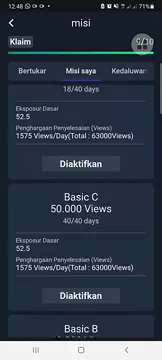 12.48
71%
misi
Klaim
9/10
Bertukar
Misi saya
Kedaluwars
18/40 days
Eksposur Dasar
52.5
Penghargaan Penyelesaian (Views)
1575 Views/Day(Total : 63000Views)
Diaktifkan
Basic C
50.000 Views
40/40 days
Eksposur Dasar
52.5
Penghargaan Penyelesaian (Views)
1575 Views/Day(Total : 63000Views)
Diaktifkan
Basic B